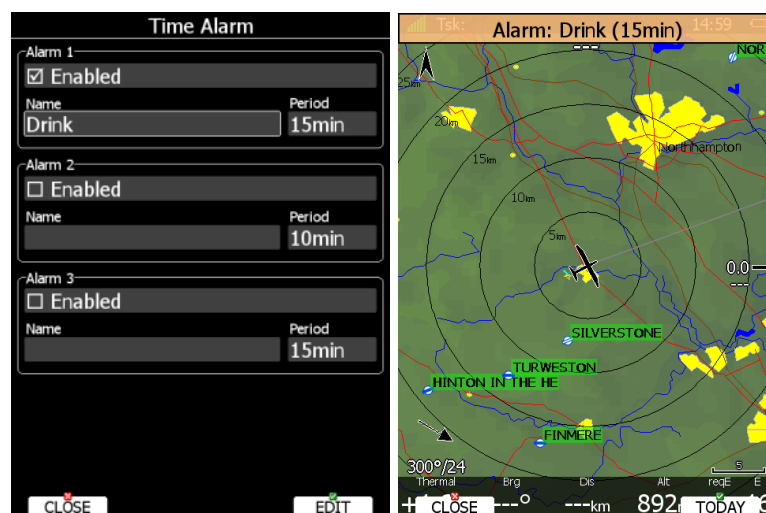 Time Alarm
Alarm 1
Enabled
Name Period
Drink 15min
Alarm 2
Enabled
Name Period
10min
Alarm 3
Enabled
Name Period
15min
CLOSE EDIT
Tsk: 14:59
Alarm: Drink (15min)
---
NOR
25km
20km
Northhampton
15km
10km
5km
0.0
---
SILVERSTONE
TURWESTON
HINTON IN THE HE
FINMERE
300°/24
5
Thermal Brg Dis Alt reqE E
CLOSE ---° ---km 892 TODAY